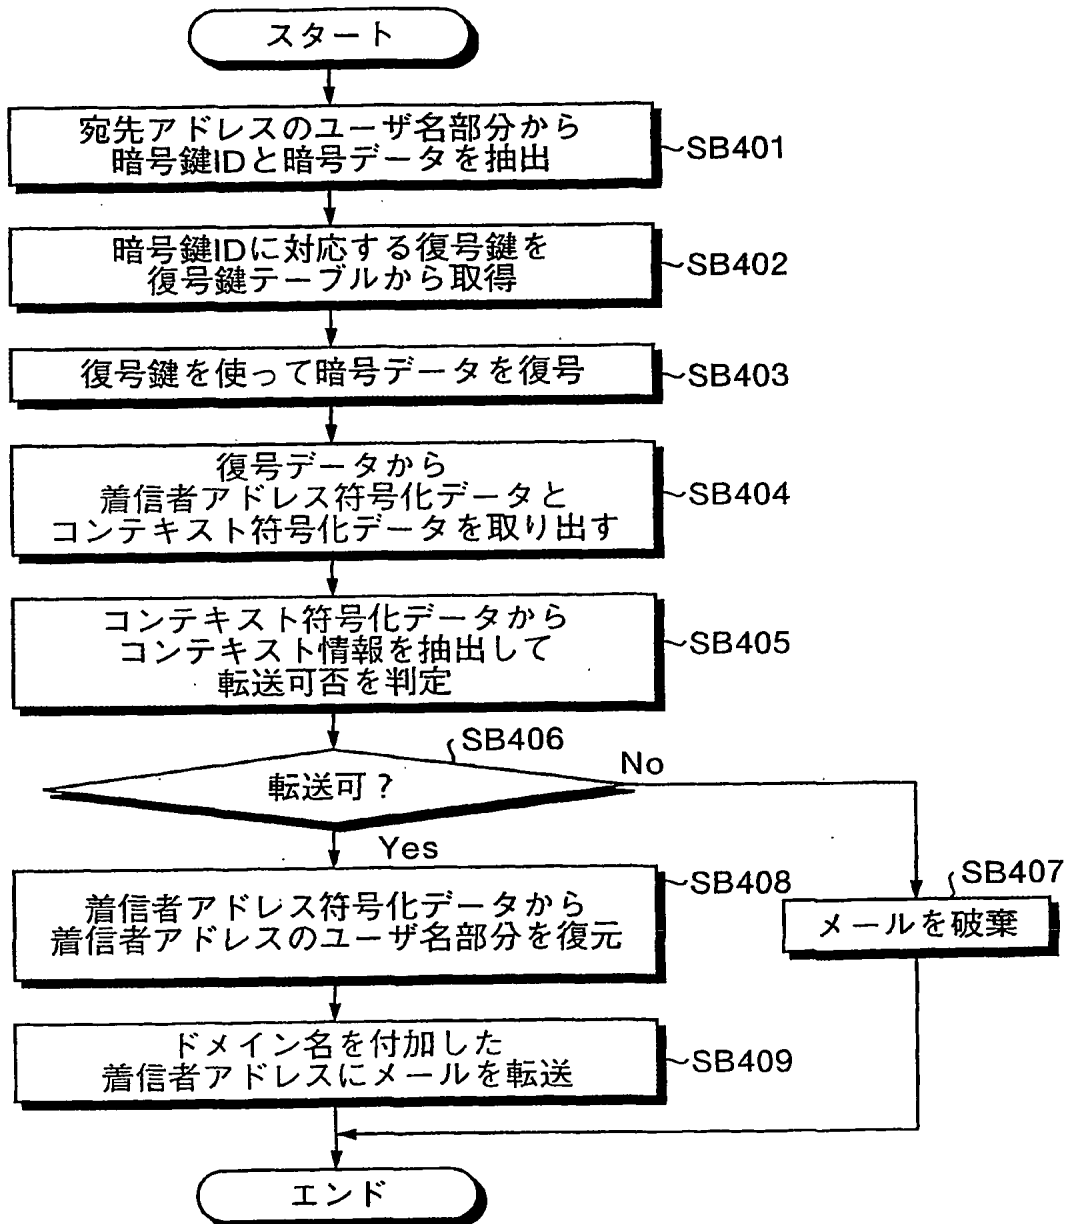 スタート
宛先アドレスのユーザ名部分から
暗号鍵IDと暗号データを抽出
SB401
暗号鍵IDに対応する復号鍵を
復号鍵テーブルから取得
SB402
復号鍵を使って暗号データを復号
SB403
復号データから
着信者アドレス符号化データと
コンテキスト符号化データを取り出す
SB404
コンテキスト符号化データから
コンテキスト情報を抽出して
転送可否を判定
SB405
SB406
転送可？
No
Yes
着信者アドレス符号化データから
着信者アドレスのユーザ名部分を復元
SB408
SB407
メールを破棄
ドメイン名を付加した
着信者アドレスにメールを転送
SB409
エンド